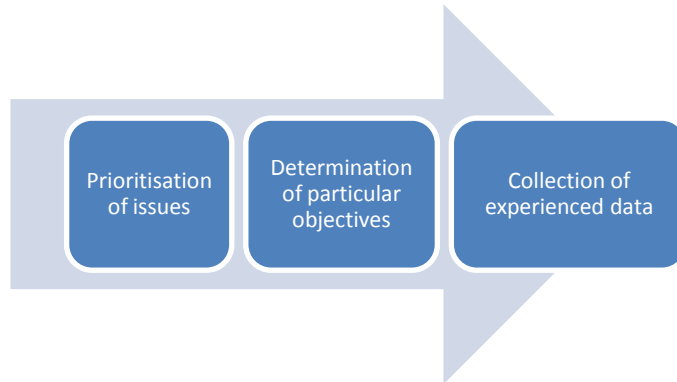 Prioritisation
of issues
Determination
of particular
objectives
Collection of
experienced data